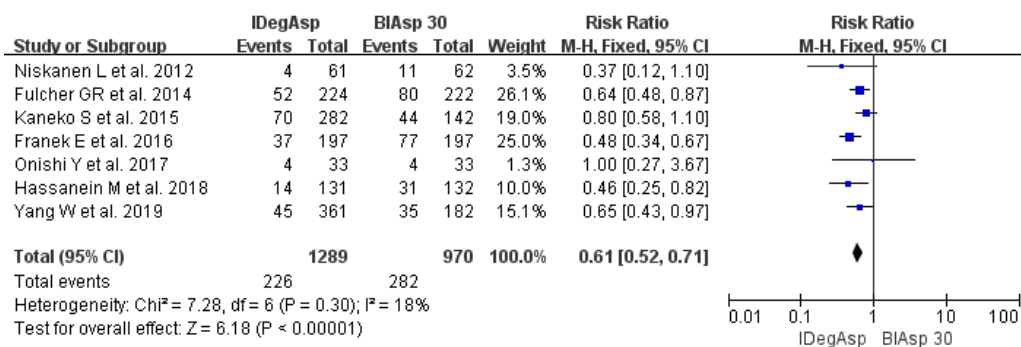 IDegAsp BIAsp 30 Risk Ratio Risk Ratio
Study or Subgroup Events Total Events Total Weight M-H, Fixed, 95% CI M-H, Fixed, 95% CI
Niskanen L et al. 2012 4 61 11 62 3.5% 0.37 [0.12, 1.10]
Fulcher GR et al. 2014 52 224 80 222 26.1% 0.64 [0.48, 0.87]
Kaneko S et al. 2015 70 282 44 142 19.0% 0.80 [0.58, 1.10]
Franek E et al. 2016 37 197 77 197 25.0% 0.48 [0.34, 0.67]
Onishi Y et al. 2017 4 33 4 33 1.3% 1.00 [0.27, 3.67]
Hassanein M et al. 2018 14 131 31 132 10.0% 0.46 [0.25, 0.82]
Yang W et al. 2019 45 361 35 182 15.1% 0.65 [0.43, 0.97]
Total (95% CI) 1289 970 100.0% 0.61 [0.52, 0.71]
Total events 226 282
Heterogeneity: Chi² = 7.28, df = 6 (P = 0.30); I² = 18%
Test for overall effect: Z = 6.18 (P < 0.00001)
0.01 0.1 1 10 100
IDegAsp BIAsp 30